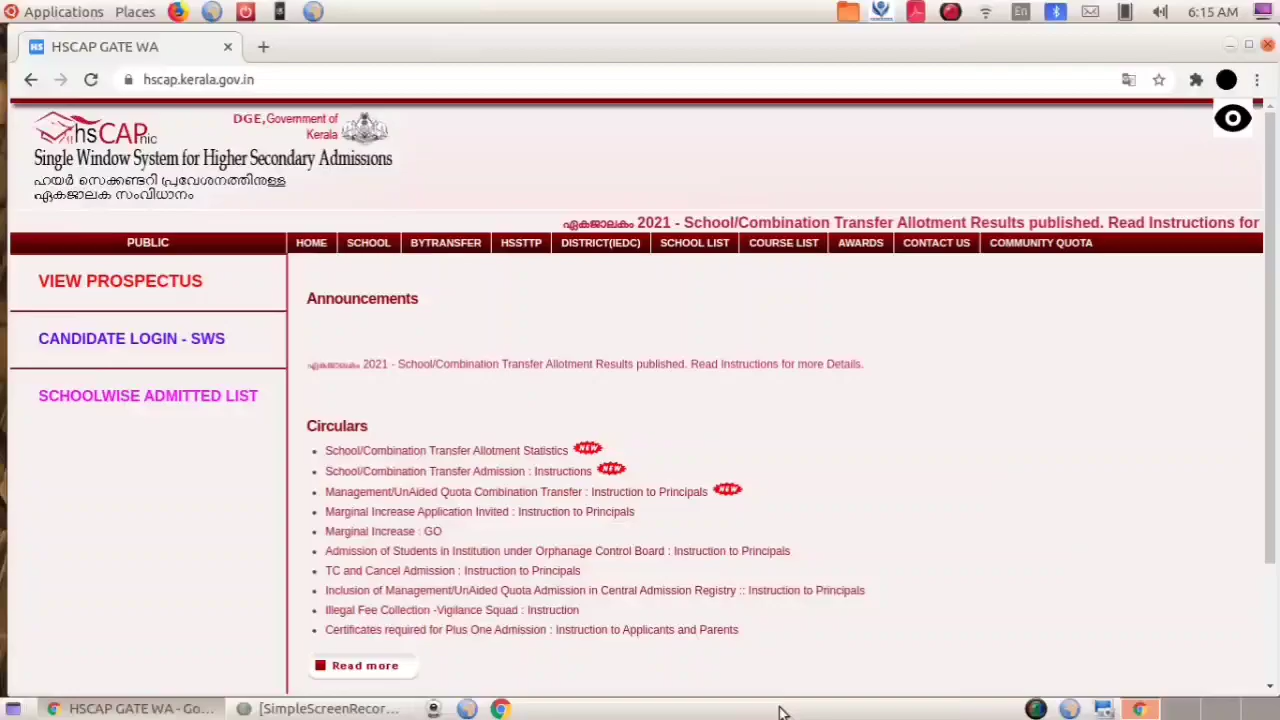 Applications Places En 6:15 AM
HSCAP GATE WA
hscap.kerala.gov.in
hsCAPnic
DGE,Government of
Kerala
Single Window System for Higher Secondary Admissions
ഹയർ സെക്കണ്ടറി പ്രവേശനത്തിനുള്ള
ഏകജാലക സംവിധാനം
ഏകജാലകം 2021 - School/Combination Transfer Allotment Results published. Read Instructions for
PUBLIC HOME SCHOOL BYTRANSFER HSSTTP DISTRICT(IEDC) SCHOOL LIST COURSE LIST AWARDS CONTACT US COMMUNITY QUOTA
VIEW PROSPECTUS
CANDIDATE LOGIN - SWS
SCHOOLWISE ADMITTED LIST
Announcements
ഏകജാലകം 2021 - School/Combination Transfer Allotment Results published. Read Instructions for more Details.
Circulars
School/Combination Transfer Allotment Statistics NEW
School/Combination Transfer Admission : Instructions NEW
Management/UnAided Quota Combination Transfer : Instruction to Principals NEW
Marginal Increase Application Invited : Instruction to Principals
Marginal Increase : GO
Admission of Students in Institution under Orphanage Control Board : Instruction to Principals
TC and Cancel Admission : Instruction to Principals
Inclusion of Management/UnAided Quota Admission in Central Admission Registry :: Instruction to Principals
Illegal Fee Collection -Vigilance Squad : Instruction
Certificates required for Plus One Admission : Instruction to Applicants and Parents
Read more
HSCAP GATE WA - Go... [SimpleScreenRecor...